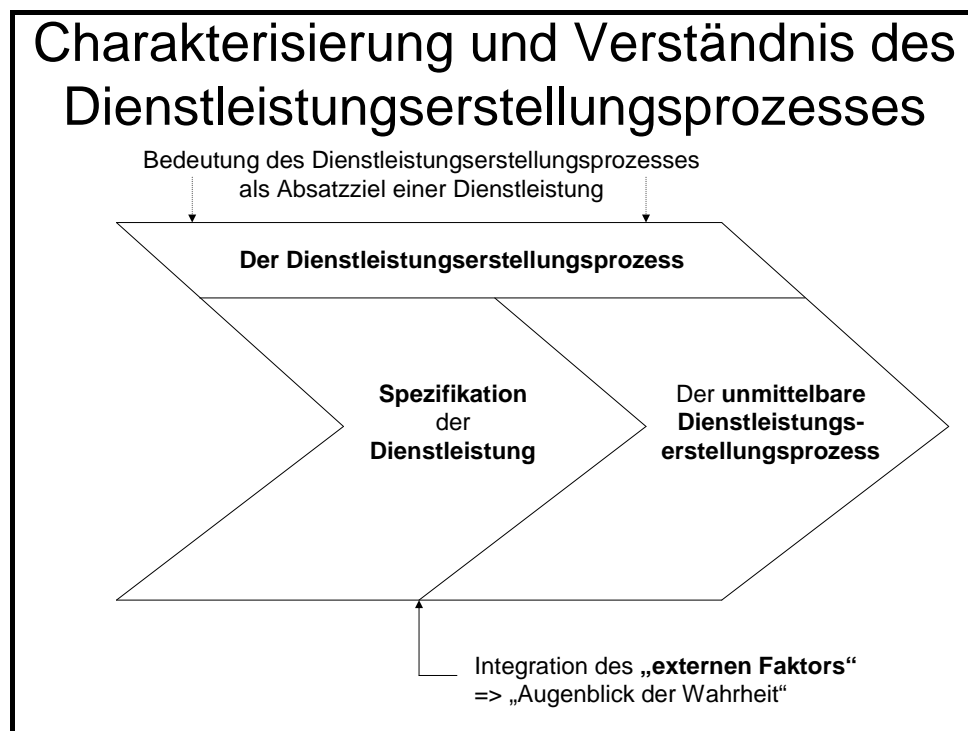 Charakterisierung und Verständnis des
Dienstleistungserstellungsprozesses
Bedeutung des Dienstleistungserstellungsprozesses
als Absatzziel einer Dienstleistung
Der Dienstleistungserstellungsprozess
Spezifikation
der
Dienstleistung
Der unmittelbare
Dienstleistungs-
erstellungsprozess
Integration des „externen Faktors“
=> „Augenblick der Wahrheit“